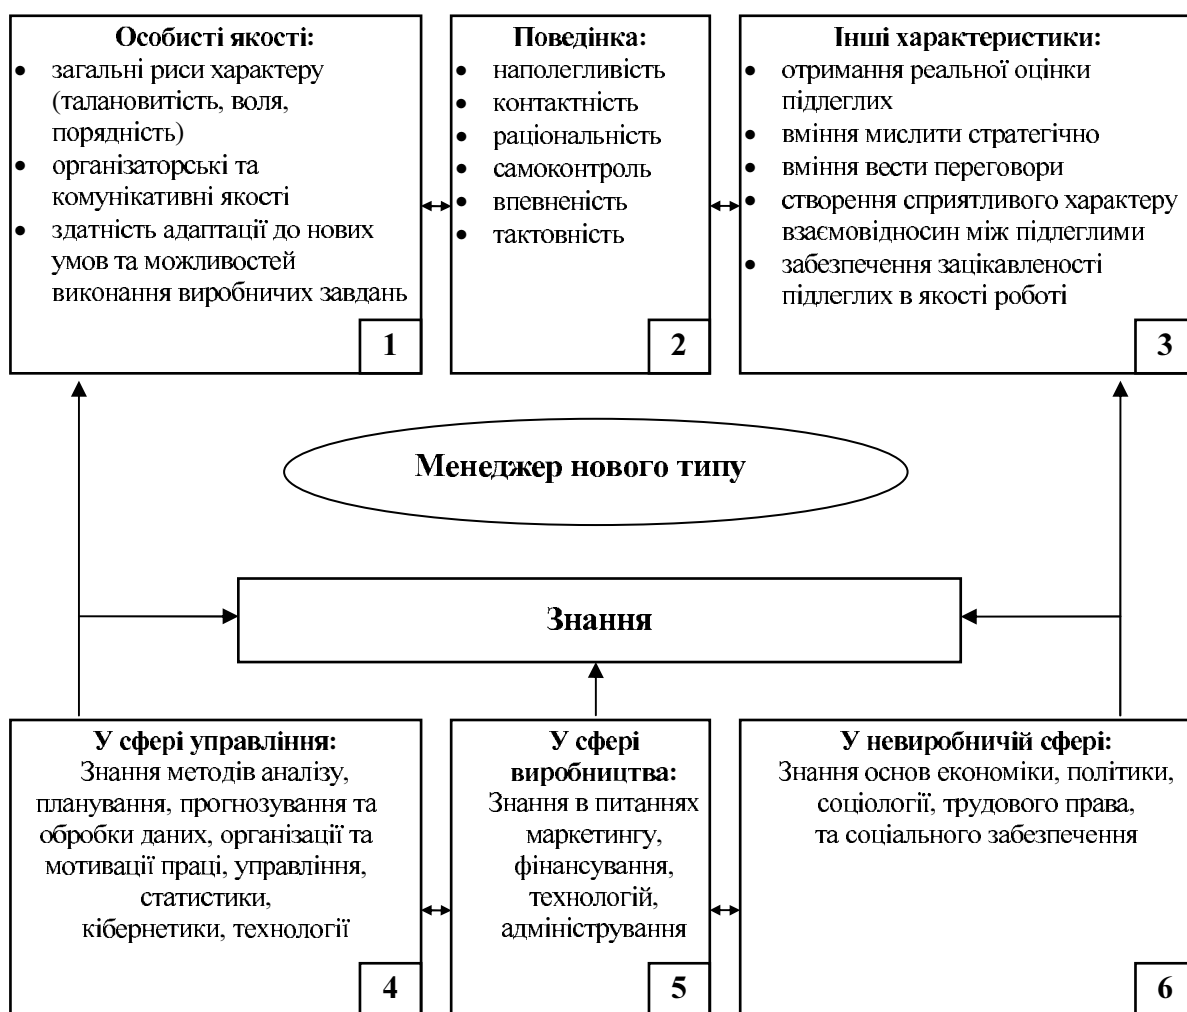 Особисті якості:
• загальні риси характеру
(талановитість, воля,
порядність)
• організаторські та
комунікативні якості
• здатність адаптації до нових
умов та можливостей
виконання виробничих завдань
1
Поведінка:
• наполегливість
• контактність
• раціональність
• самоконтроль
• впевненість
• тактовність
2
Інші характеристики:
• отримання реальної оцінки
підлеглих
• вміння мислити стратегічно
• вміння вести переговори
• створення сприятливого характеру
взаємовідносин між підлеглими
• забезпечення зацікавленості
підлеглих в якості роботі
3
Менеджер нового типу
Знання
У сфері управління:
Знання методів аналізу,
планування, прогнозування та
обробки даних, організації та
мотивації праці, управління,
статистики,
кібернетики, технології
4
У сфері
виробництва:
Знання в питаннях
маркетингу,
фінансування,
технологій,
адміністрування
5
У невиробничій сфері:
Знання основ економіки, політики,
соціології, трудового права,
та соціального забезпечення
6